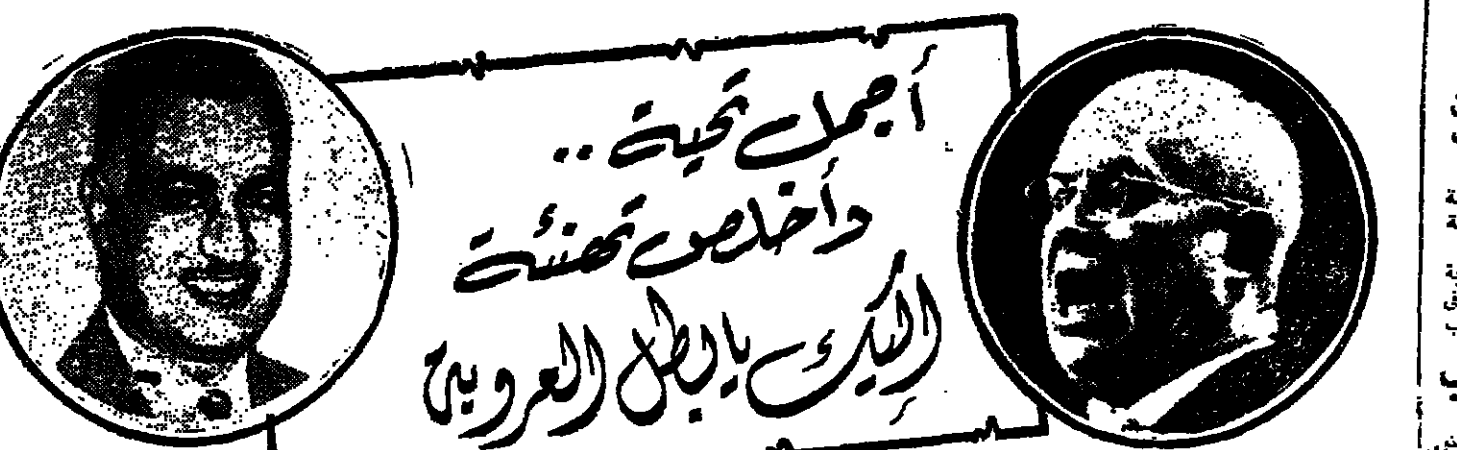 أجمل تحية ..
وأخلص تهنئة
إليك يا بطل العروبة